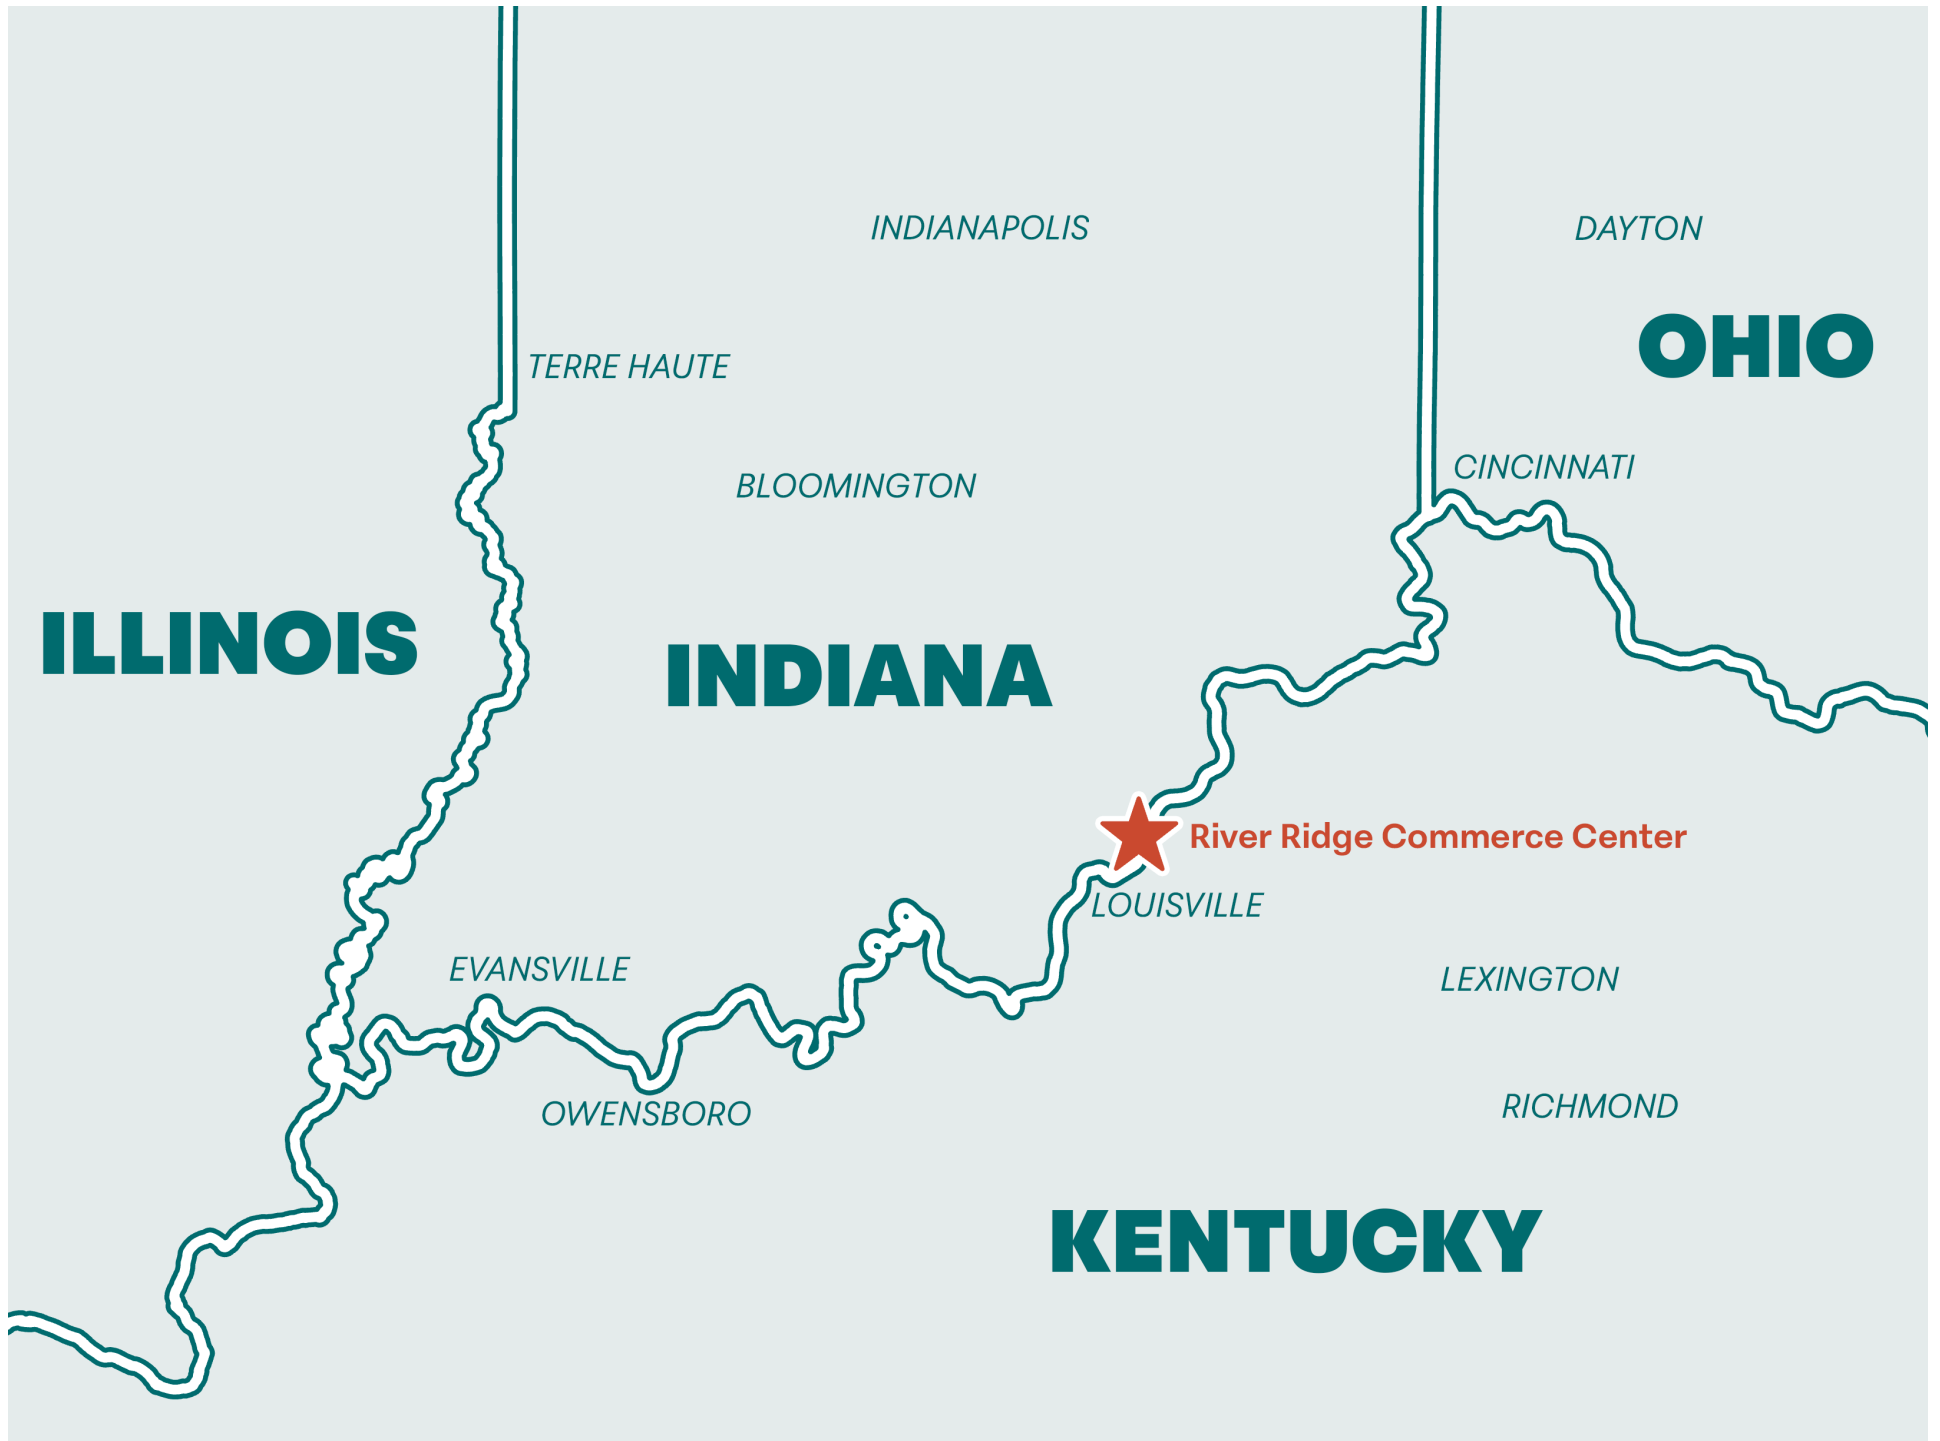 INDIANAPOLIS
DAYTON
OHIO
TERRE HAUTE
CINCINNATI
BLOOMINGTON
ILLINOIS
INDIANA
River Ridge Commerce Center
LOUISVILLE
EVANSVILLE
LEXINGTON
OWENSBORO
RICHMOND
KENTUCKY